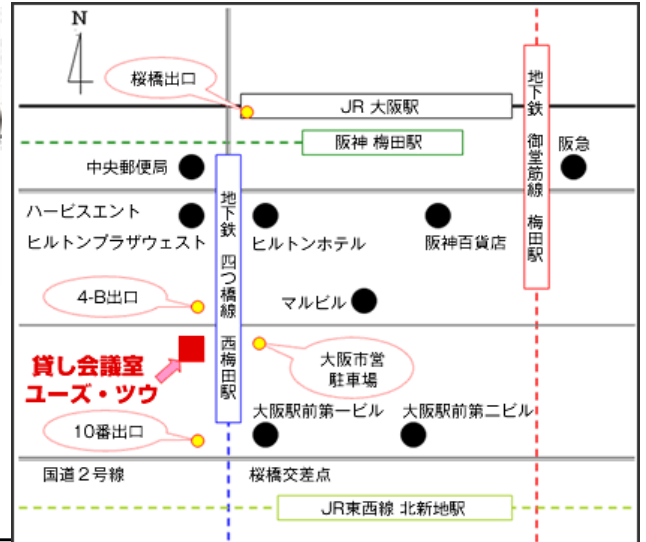 N
桜橋出口
JR 大阪駅
阪神 梅田駅
地下鉄 御堂筋線 梅田駅
阪急
中央郵便局
ハービスエント
ヒルトンプラザウェスト
地下鉄 四つ橋線 西梅田駅
ヒルトンホテル
阪神百貨店
4-B出口
マルビル
貸し会議室
ユーズ・ツウ
大阪市営
駐車場
10番出口
大阪駅前第一ビル
大阪駅前第二ビル
国道2号線
桜橋交差点
JR東西線 北新地駅